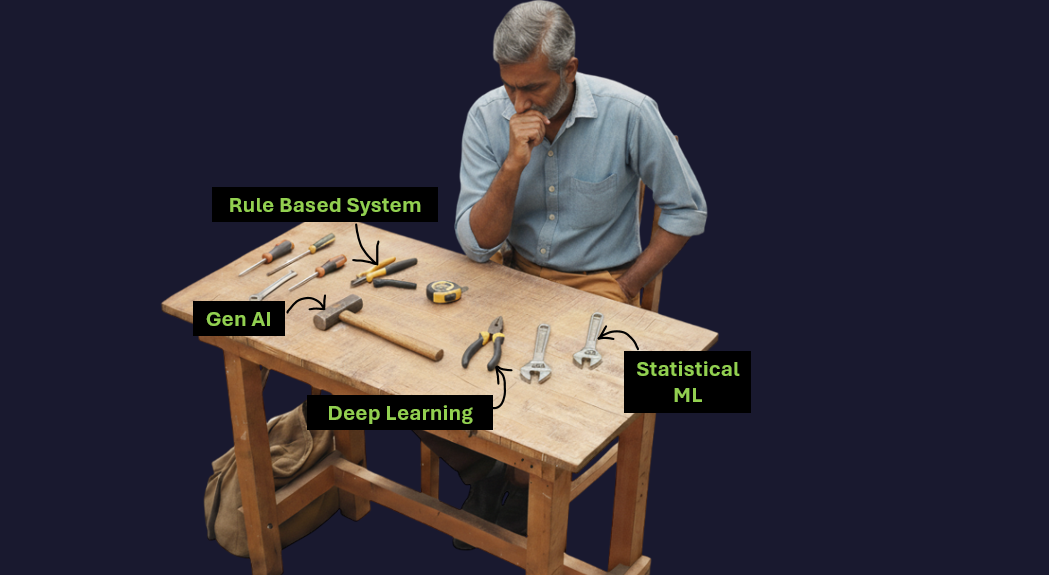 Rule Based System
Gen AI
Statistical
ML
Deep Learning